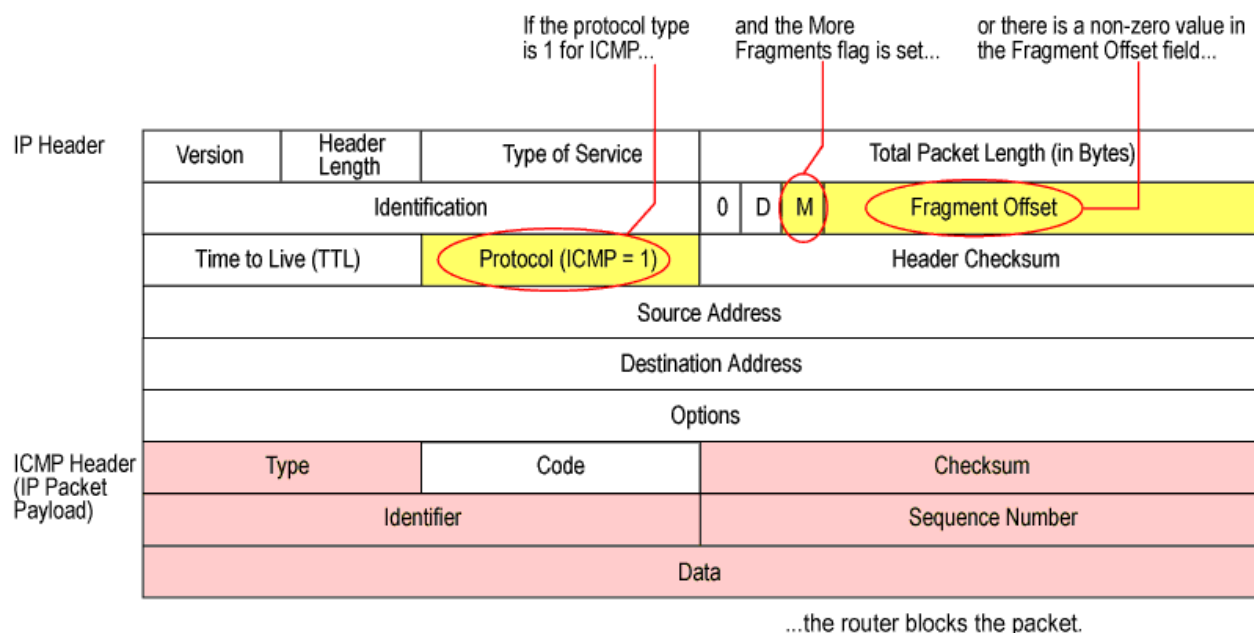 If the protocol type
is 1 for ICMP...
and the More
Fragments flag is set...
or there is a non-zero value in
the Fragment Offset field...
IP Header
Version
Header
Length
Type of Service
Total Packet Length (in Bytes)
Identification
0
D
M
Fragment Offset
Time to Live (TTL)
Protocol (ICMP = 1)
Header Checksum
Source Address
Destination Address
Options
ICMP Header
(IP Packet
Payload)
Type
Code
Checksum
Identifier
Sequence Number
Data
...the router blocks the packet.